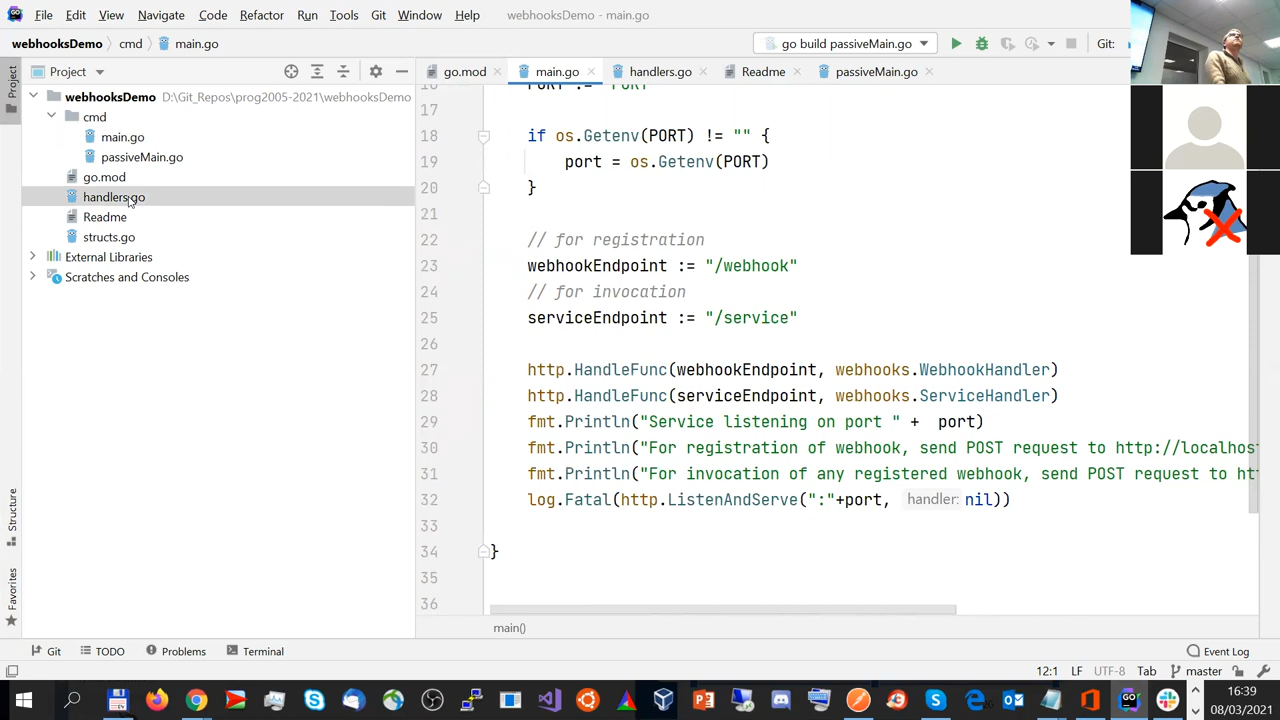 File Edit View Navigate Code Refactor Run Tools Git Window Help webhooksDemo - main.go
webhooksDemo cmd main.go go build passiveMain.go Git:
Project
Project
go.mod main.go handlers.go Readme passiveMain.go
webhooksDemo D:\Git_Repos\prog2005-2021\webhooksDemo
cmd
main.go
passiveMain.go
go.mod
handlers.go
Readme
structs.go
External Libraries
Scratches and Consoles
Structure
Favorites
17
18 if os.Getenv(PORT) != "" {
19 port = os.Getenv(PORT)
20 }
21
22 // for registration
23 webhookEndpoint := "/webhook"
24 // for invocation
25 serviceEndpoint := "/service"
26
27 http.HandleFunc(webhookEndpoint, webhooks.WebhookHandler)
28 http.HandleFunc(serviceEndpoint, webhooks.ServiceHandler)
29 fmt.Println("Service listening on port " + port)
30 fmt.Println("For registration of webhook, send POST request to http://localhos
31 fmt.Println("For invocation of any registered webhook, send POST request to ht
32 log.Fatal(http.ListenAndServe(":"+port, handler: nil))
33
34 }
35
36
main()
Git TODO Problems Terminal Event Log
12:1 LF UTF-8 Tab master
16:39
08/03/2021